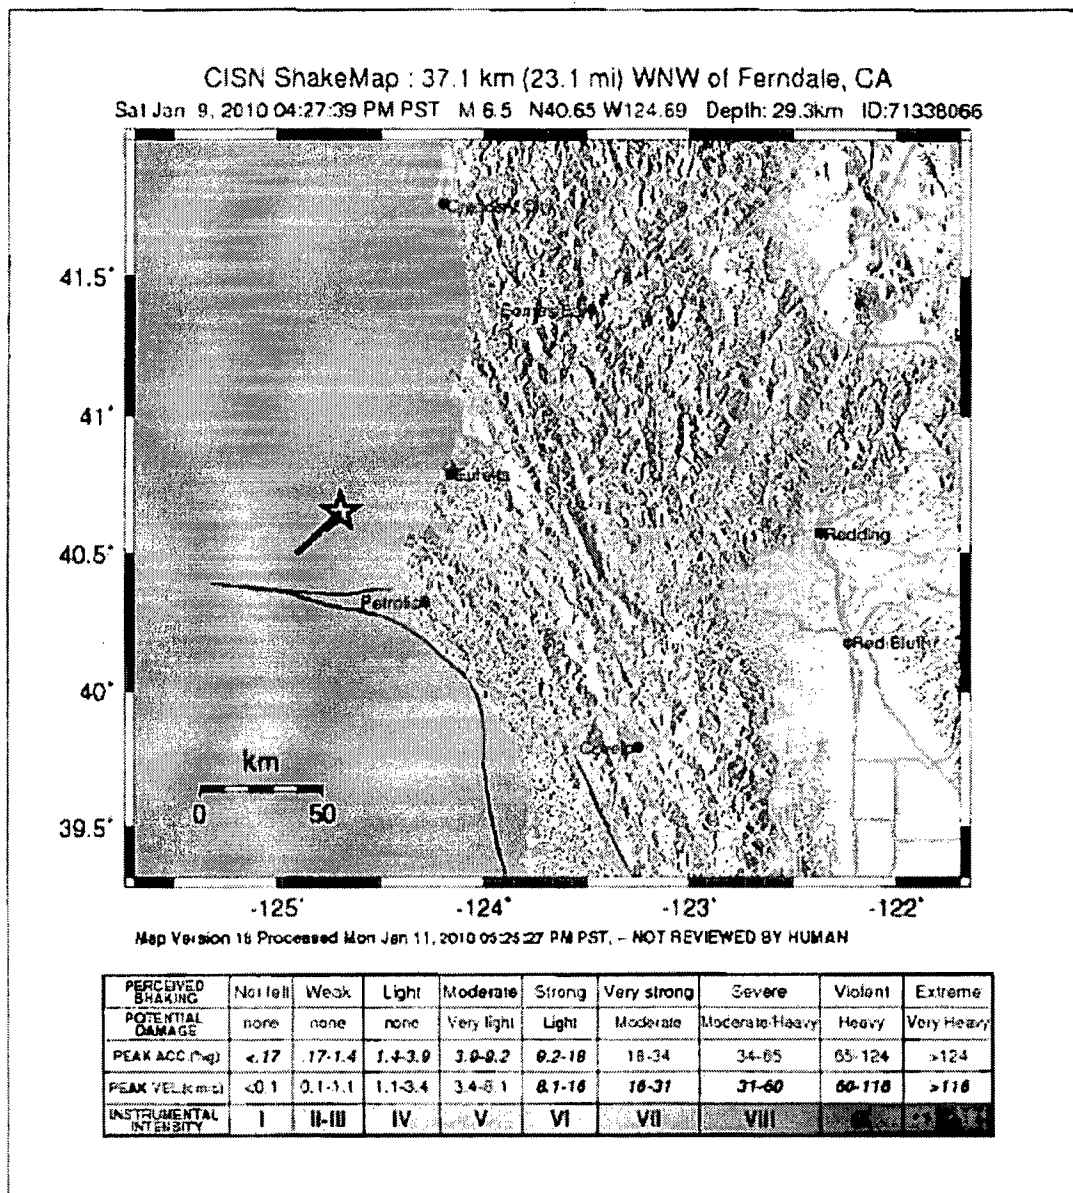 CISN ShakeMap : 37.1 km (23.1 mi) WNW of Ferndale, CA
Sat Jan 9, 2010 04:27:39 PM PST M 6.5 N40.65 W124.69 Depth: 29.3km ID:71338066
41.5°
41°
Eureka
40.5°
Redding
Petrolia
Red Bluff
40°
Covelo
km
0 50
39.5°
-125° -124° -123° -122°
Map Version 16 Processed Mon Jan 11, 2010 05:25:27 PM PST, -- NOT REVIEWED BY HUMAN
PERCEIVED SHAKING Not felt Weak Light Moderate Strong Very strong Severe Violent Extreme
POTENTIAL DAMAGE none none none Very light Light Moderate Moderate/Heavy Heavy Very Heavy
PEAK ACC.(%g) <.17 .17-1.4 1.4-3.9 3.9-9.2 9.2-18 18-34 34-65 65-124 >124
PEAK VEL.(cm/s) <0.1 0.1-1.1 1.1-3.4 3.4-8.1 8.1-16 16-31 31-60 60-116 >116
INSTRUMENTAL INTENSITY I II-III IV V VI VII VIII